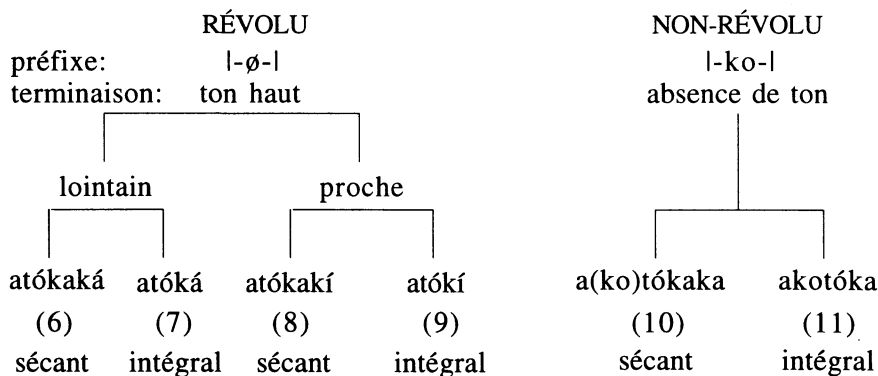 RÉVOLU NON-RÉVOLU
préfixe: |-ø-| |-ko-|
terminaison: ton haut absence de ton
lointain proche
atókaká atóká atókakí atókí a(ko)tókaka akotóka
(6) (7) (8) (9) (10) (11)
sécant intégral sécant intégral sécant intégral